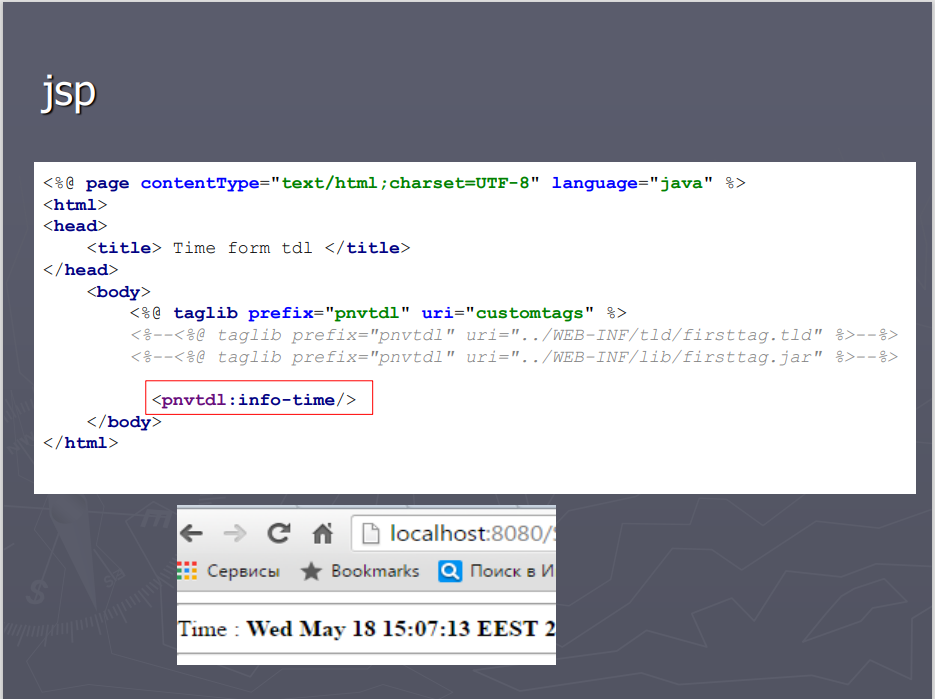 jsp
<%@ page contentType="text/html;charset=UTF-8" language="java" %>
<html>
<head>
    <title> Time form tdl </title>
</head>
    <body>
        <%@ taglib prefix="pnvtdl" uri="customtags" %>
        <%--<%@ taglib prefix="pnvtdl" uri="../WEB-INF/tld/firsttag.tld" %>--%>
        <%--<%@ taglib prefix="pnvtdl" uri="../WEB-INF/lib/firsttag.jar" %>--%>
        <pnvtdl:info-time/>
    </body>
</html>
localhost:8080/
Сервисы Bookmarks Поиск в И
Time : Wed May 18 15:07:13 EEST 2